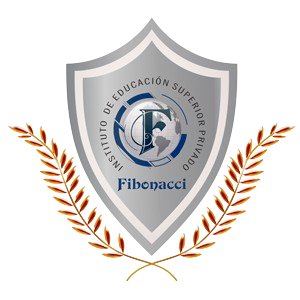 INSTITUTO DE EDUCACIÓN SUPERIOR PRIVADO
F
Fibonacci